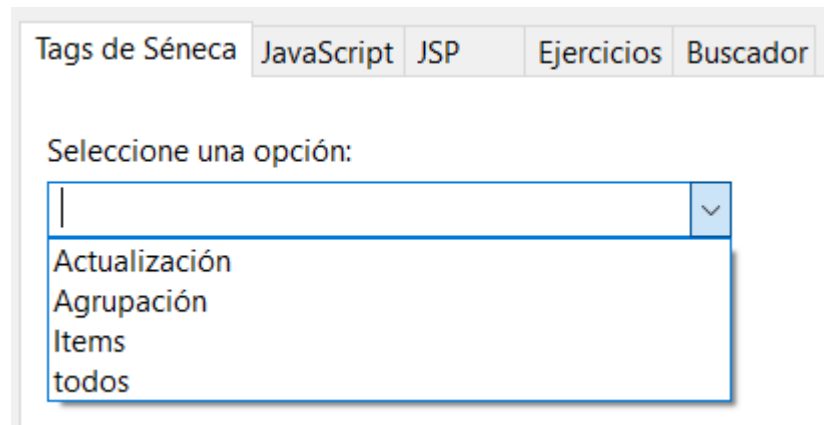 Tags de Séneca JavaScript JSP Ejercicios Buscador
Seleccione una opción:
Actualización
Agrupación
Items
todos